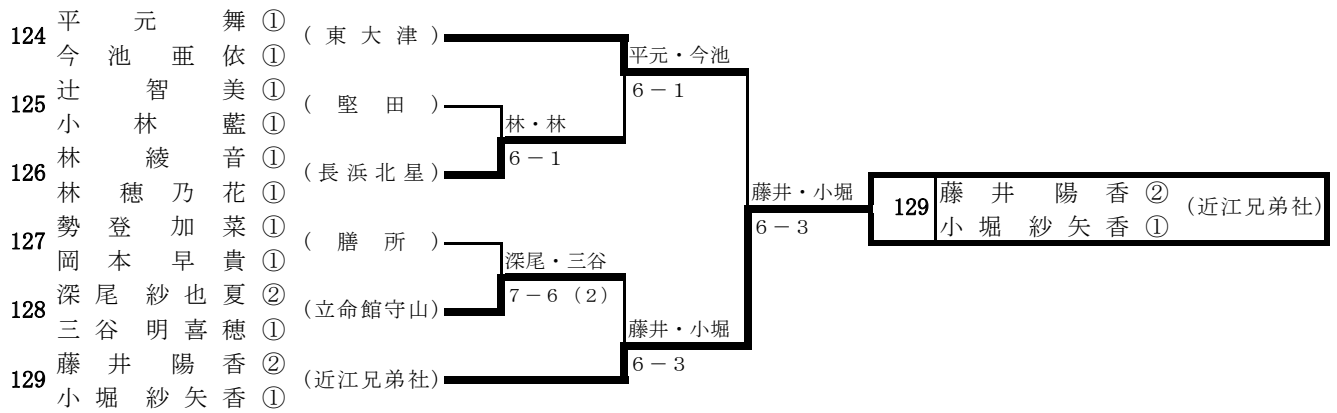 124 平元 舞 ① (東大津)
今池亜依 ①
平元・今池
6－1
125 辻 智美 ① (堅田)
小林 藍 ①
林・林
6－1
126 林 綾音 ① (長浜北星)
林 穂乃花 ①
藤井・小堀
6－3
129 藤井 陽香 ② (近江兄弟社)
小堀 紗矢香 ①
127 勢登加菜 ① (膳所)
岡本早貴 ①
深尾・三谷
7－6（2）
128 深尾 紗也夏 ② (立命館守山)
三谷 明喜穂 ①
藤井・小堀
6－3
129 藤井 陽香 ② (近江兄弟社)
小堀 紗矢香 ①